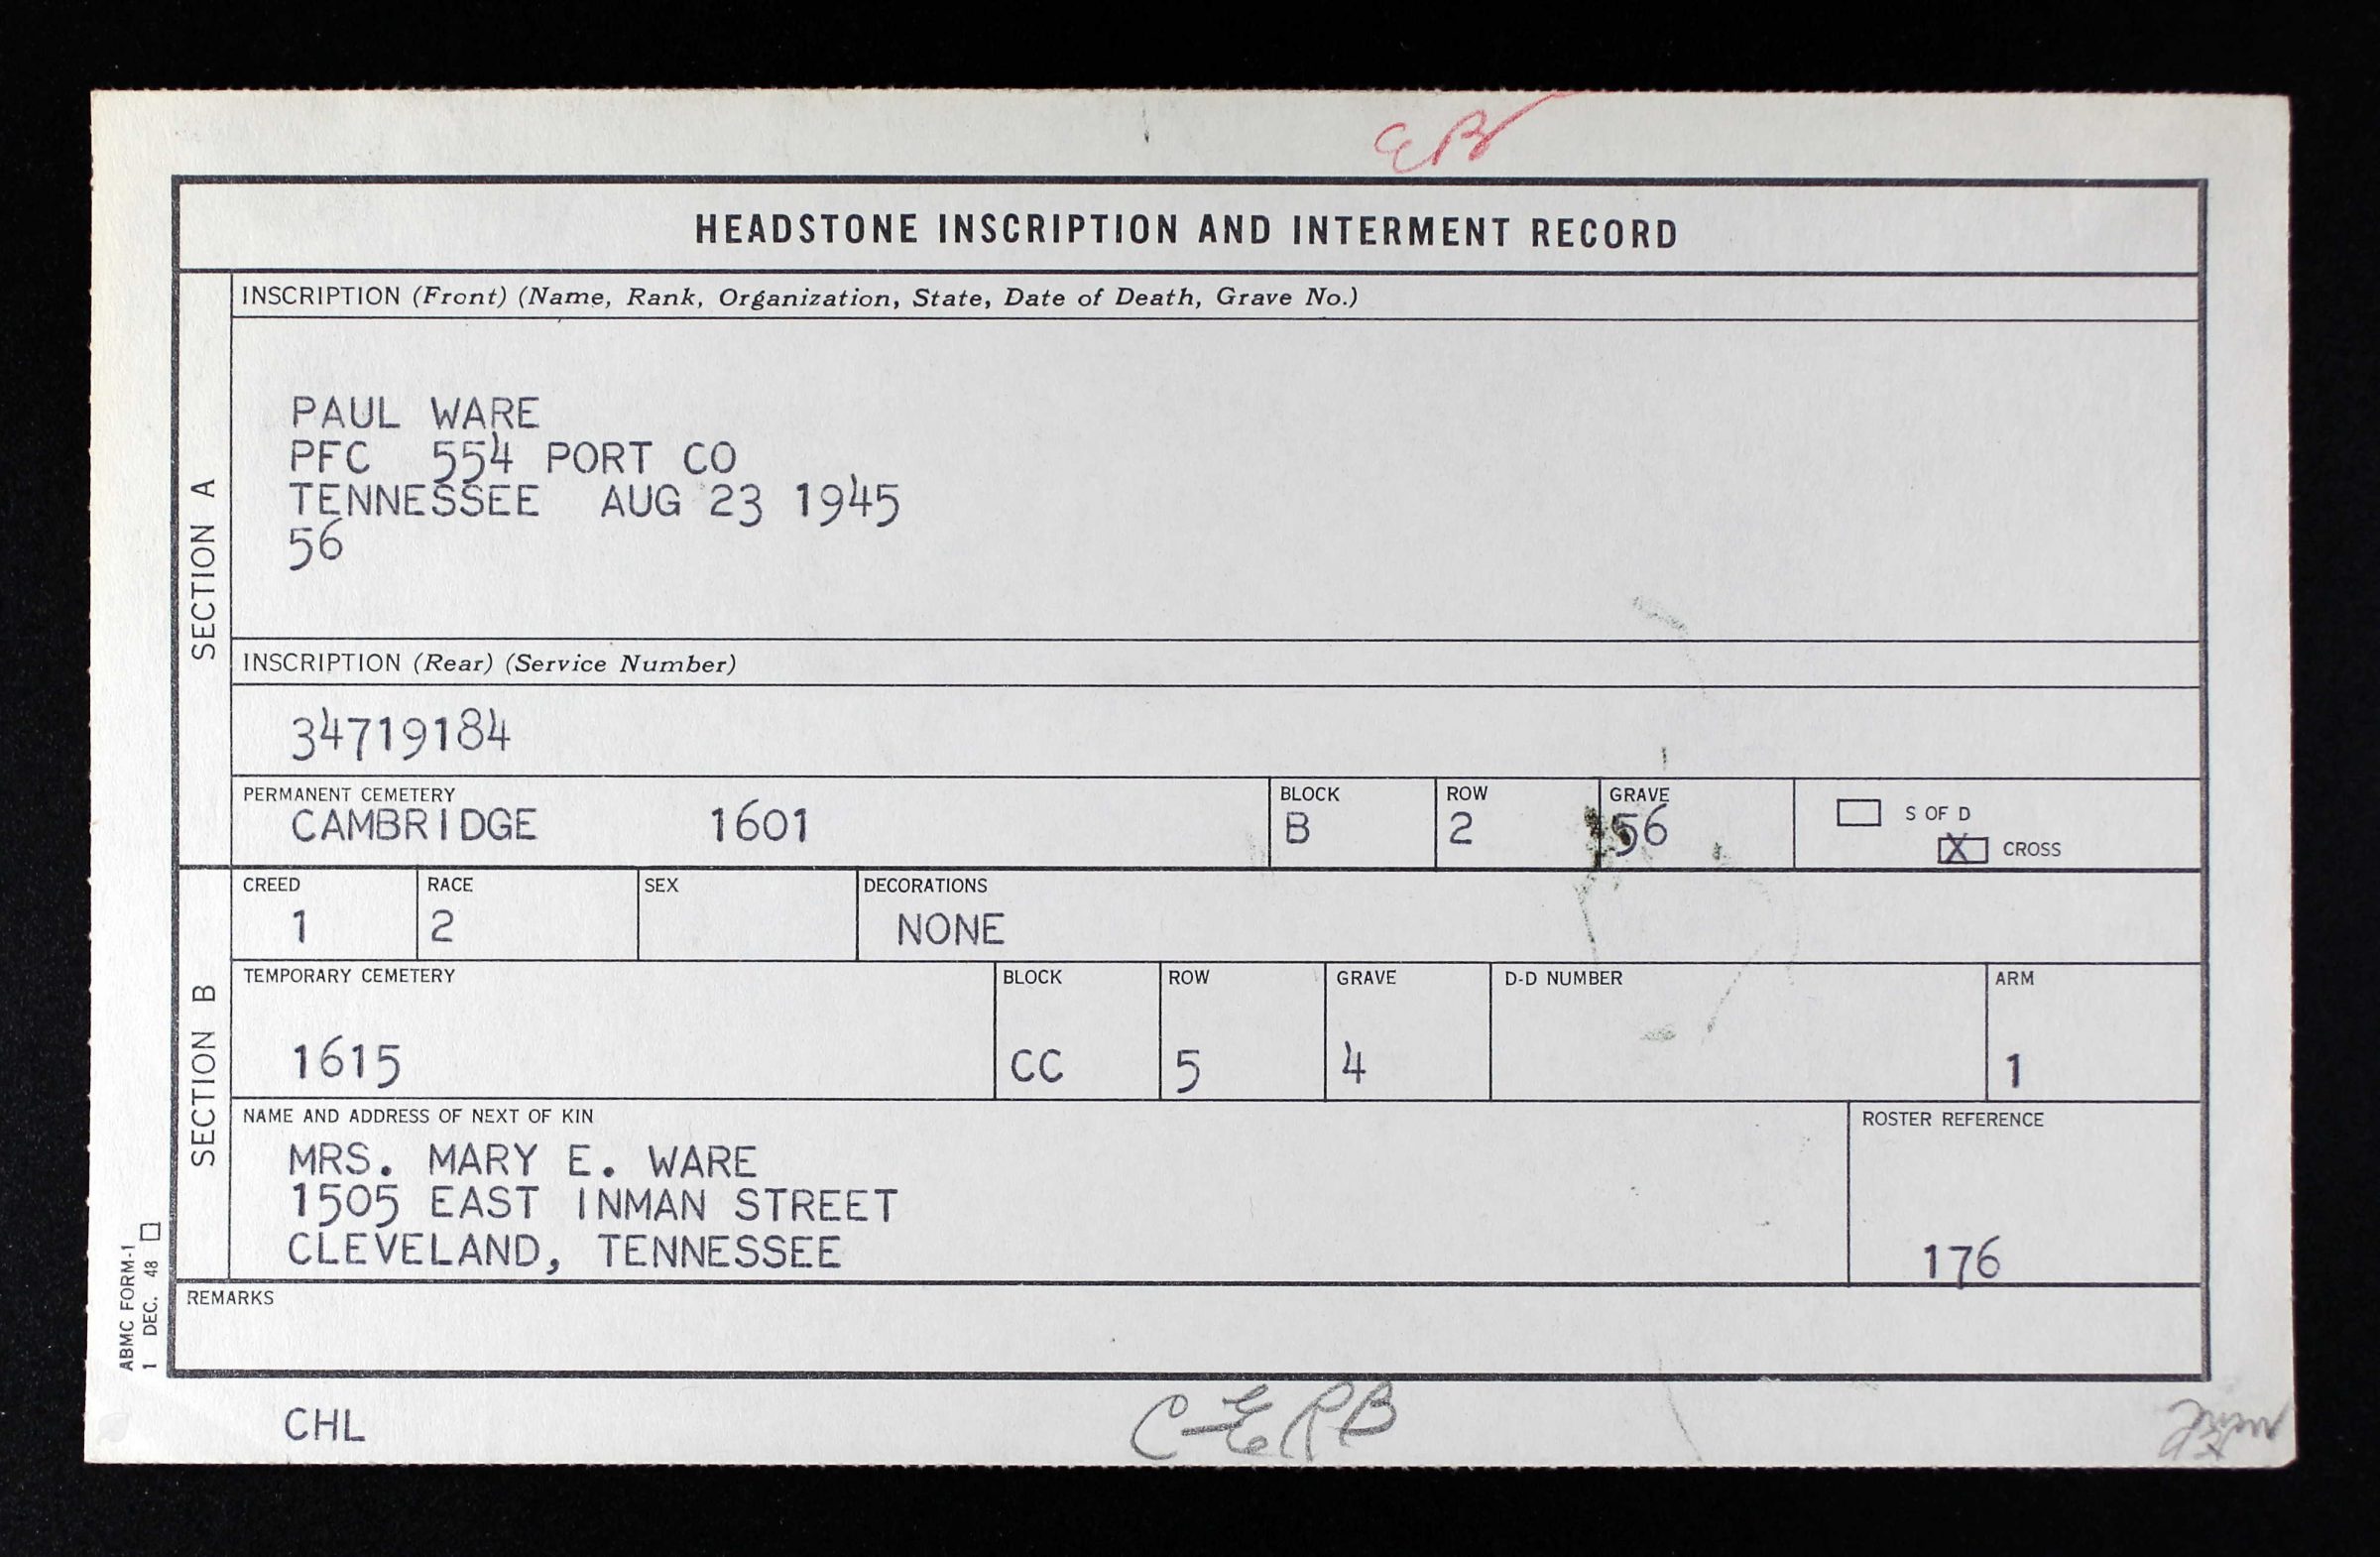 EB
HEADSTONE INSCRIPTION AND INTERMENT RECORD
SECTION A
INSCRIPTION (Front) (Name, Rank, Organization, State, Date of Death, Grave No.)
PAUL WARE
PFC 554 PORT CO
TENNESSEE AUG 23 1945
56
INSCRIPTION (Rear) (Service Number)
34719184
PERMANENT CEMETERY BLOCK ROW GRAVE
CAMBRIDGE 1601 B 2 56
S OF D
X CROSS
SECTION B
CREED RACE SEX DECORATIONS
1 2 NONE
TEMPORARY CEMETERY BLOCK ROW GRAVE D-D NUMBER ARM
1615 CC 5 4 1
NAME AND ADDRESS OF NEXT OF KIN ROSTER REFERENCE
MRS. MARY E. WARE
1505 EAST INMAN STREET
CLEVELAND, TENNESSEE
176
REMARKS
ABMC FORM-1
1 DEC. 48
CHL